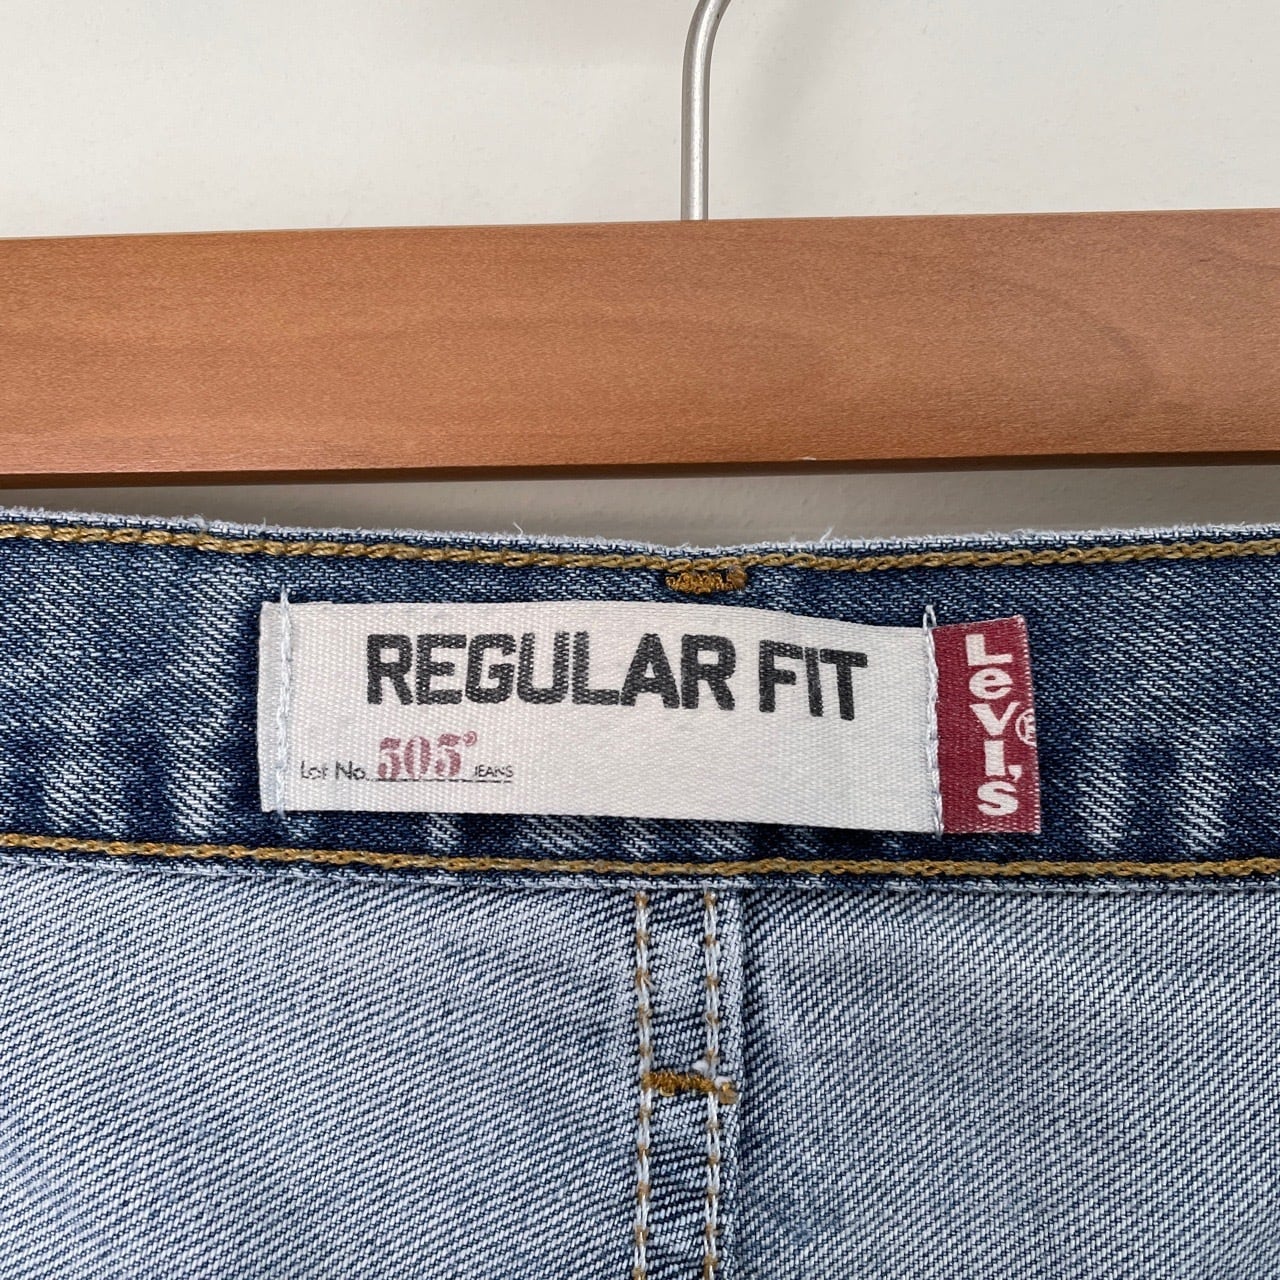 REGULAR FIT
Lot No. 505® JEANS
Levi's®